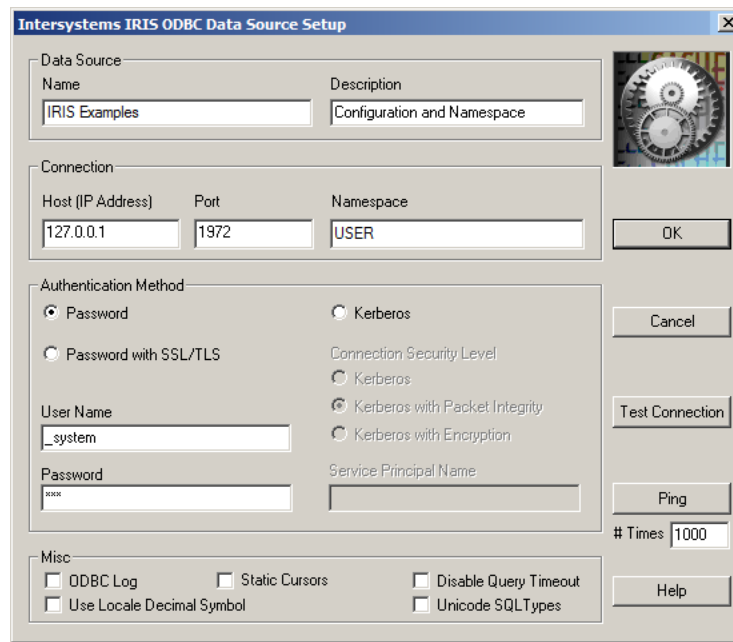 Intersystems IRIS ODBC Data Source Setup
Data Source
Name Description
IRIS Examples Configuration and Namespace
Connection
Host (IP Address) Port Namespace
127.0.0.1 1972 USER
OK
Authentication Method
Password Kerberos
Cancel
Password with SSL/TLS Connection Security Level
Kerberos
User Name Kerberos with Packet Integrity
Test Connection
_system Kerberos with Encryption
Password Service Principal Name
***
Ping
# Times 1000
Misc
ODBC Log Static Cursors Disable Query Timeout
Use Locale Decimal Symbol Unicode SQLTypes
Help